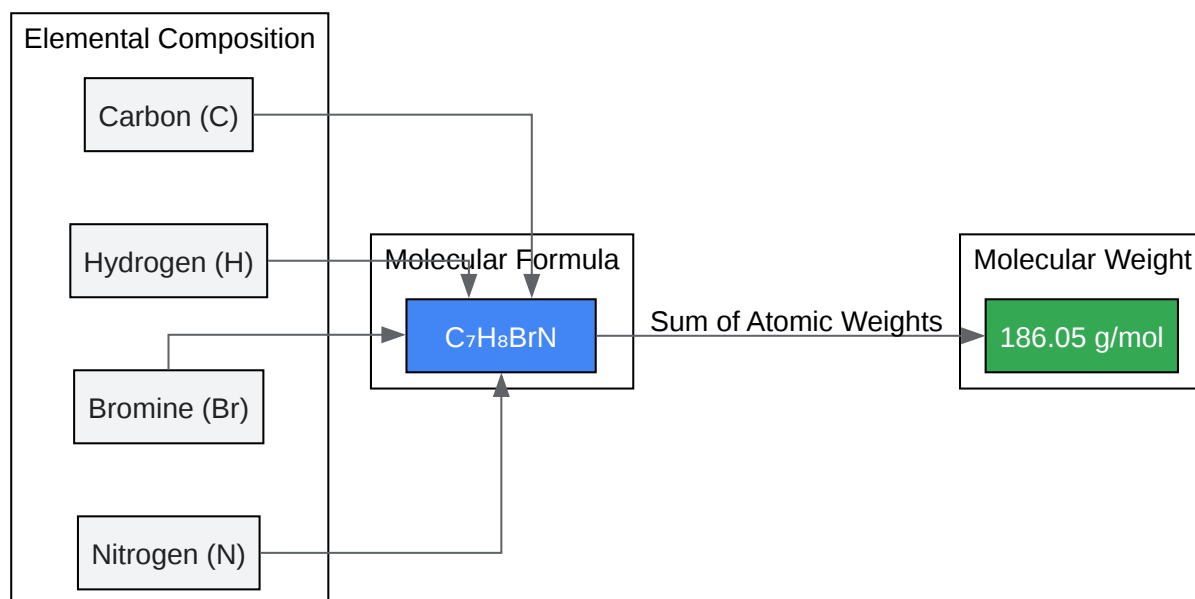 Elemental Composition
Carbon (C)
Hydrogen (H)
Bromine (Br)
Nitrogen (N)
Molecular Formula
C₇H₈BrN
Sum of Atomic Weights
Molecular Weight
186.05 g/mol